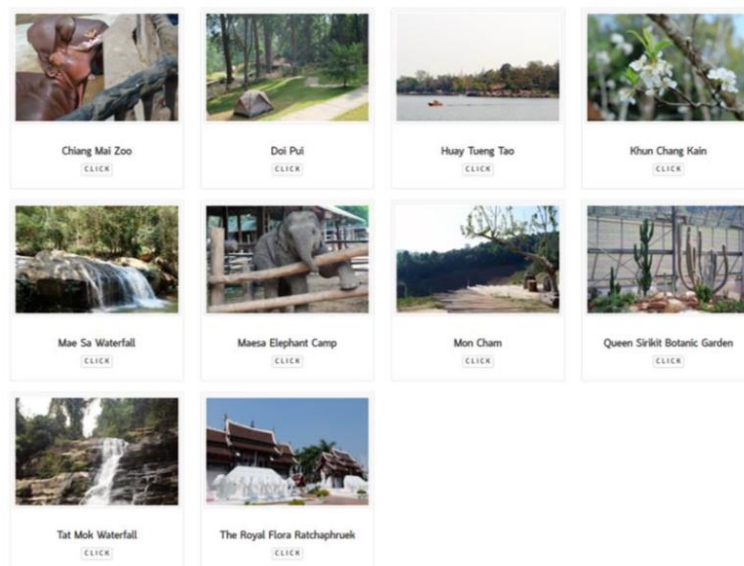 Chiang Mai Zoo
CLICK
Doi Pui
CLICK
Huay Tueng Tao
CLICK
Khun Chang Kain
CLICK
Mae Sa Waterfall
CLICK
Maesa Elephant Camp
CLICK
Mon Cham
CLICK
Queen Sirikit Botanic Garden
CLICK
Tat Mok Waterfall
CLICK
The Royal Flora Ratchaphruek
CLICK